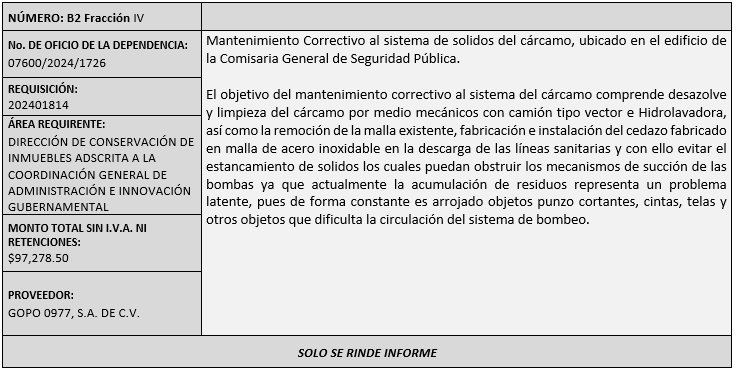 NÚMERO: B2 Fracción IV
No. DE OFICIO DE LA DEPENDENCIA:
07600/2024/1726
REQUISICIÓN:
202401814
ÁREA REQUIRENTE:
DIRECCIÓN DE CONSERVACIÓN DE
INMUEBLES ADSCRITA A LA
COORDINACIÓN GENERAL DE
ADMINISTRACIÓN E INNOVACIÓN
GUBERNAMENTAL
MONTO TOTAL SIN I.V.A. NI
RETENCIONES:
$97,278.50
PROVEEDOR:
GOPO 0977, S.A. DE C.V.
Mantenimiento Correctivo al sistema de solidos del cárcamo, ubicado en el edificio de
la Comisaria General de Seguridad Pública.
El objetivo del mantenimiento correctivo al sistema del cárcamo comprende desazolve
y limpieza del cárcamo por medio mecánicos con camión tipo vector e Hidrolavadora,
así como la remoción de la malla existente, fabricación e instalación del cedazo fabricado
en malla de acero inoxidable en la descarga de las líneas sanitarias y con ello evitar el
estancamiento de solidos los cuales puedan obstruir los mecanismos de succión de las
bombas ya que actualmente la acumulación de residuos representa un problema
latente, pues de forma constante es arrojado objetos punzo cortantes, cintas, telas y
otros objetos que dificulta la circulación del sistema de bombeo.
SOLO SE RINDE INFORME